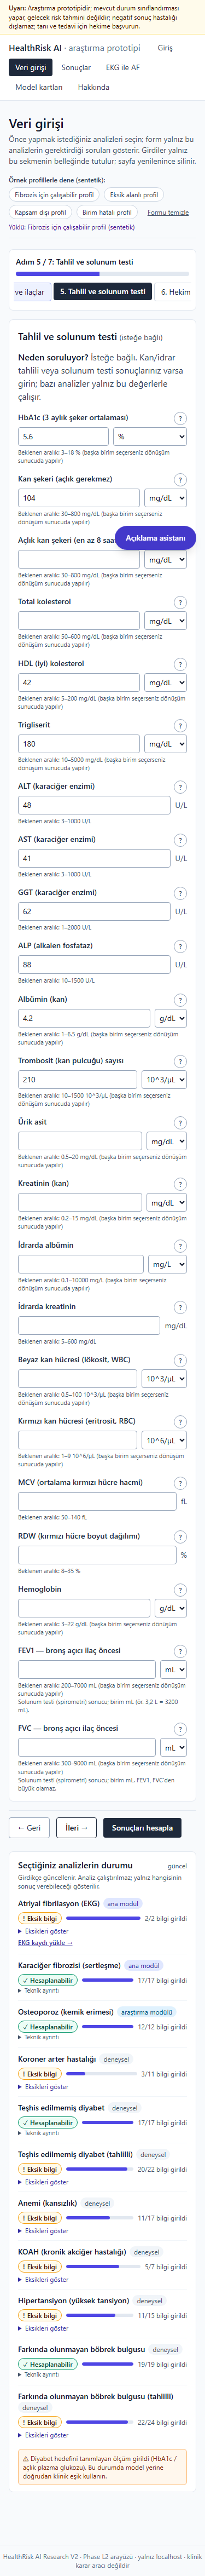 Uyarı: Araştırma prototipidir; mevcut durum sınıflandırması
yapar, gelecek risk tahmini değildir; negatif sonuç hastalığı
dışlamaz; tanı ve tedavi için hekime başvurun.
HealthRisk AI · araştırma prototipi
Giriş
Veri girişi
Sonuçlar
EKG ile AF
Model kartları
Hakkında
Veri girişi
Önce yapmak istediğiniz analizleri seçin; form yalnız bu
analizlerin gerektirdiği soruları gösterir. Girdiler yalnız
bu sekmenin belleğinde tutulur; sayfa yenilenince silinir.
Örnek profillerle dene (sentetik):
Fibrozis için çalışabilir profil
Eksik alanlı profil
Kapsam dışı profil
Birim hatalı profil
Formu temizle
Yüklü: Fibrozis için çalışabilir profil (sentetik)
Adım 5 / 7: Tahlil ve solunum testi
ve ilaçlar
5. Tahlil ve solunum testi
6. Hekim
Tahlil ve solunum testi (isteğe bağlı)
Neden soruluyor? İsteğe bağlı. Kan/idrar
tahlili veya solunum testi sonuçlarınız varsa
girin; bazı analizler yalnız bu değerlerle
çalışır.
HbA1c (3 aylık şeker ortalaması)
?
5.6
%
Beklenen aralık: 3–18 % (başka birim seçerseniz dönüşüm
sunucuda yapılır)
Kan şekeri (açlık gerekmez)
?
104
mg/dL
Beklenen aralık: 30–800 mg/dL (başka birim seçerseniz
dönüşüm sunucuda yapılır)
Açıklama asistanı
Açlık kan şekeri (en az 8 saa
mg/dL
Beklenen aralık: 30–800 mg/dL (başka birim seçerseniz
dönüşüm sunucuda yapılır)
Total kolesterol
?
mg/dL
Beklenen aralık: 50–600 mg/dL (başka birim seçerseniz
dönüşüm sunucuda yapılır)
HDL (iyi) kolesterol
?
42
mg/dL
Beklenen aralık: 5–200 mg/dL (başka birim seçerseniz dönüşüm
sunucuda yapılır)
Trigliserit
?
180
mg/dL
Beklenen aralık: 10–5000 mg/dL (başka birim seçerseniz
dönüşüm sunucuda yapılır)
ALT (karaciğer enzimi)
?
48
U/L
Beklenen aralık: 3–1000 U/L
AST (karaciğer enzimi)
?
41
U/L
Beklenen aralık: 3–1000 U/L
GGT (karaciğer enzimi)
?
62
U/L
Beklenen aralık: 1–2000 U/L
ALP (alkalen fosfataz)
?
88
U/L
Beklenen aralık: 10–1500 U/L
Albümin (kan)
?
4.2
g/dL
Beklenen aralık: 1–6.5 g/dL (başka birim seçerseniz dönüşüm
sunucuda yapılır)
Trombosit (kan pulcuğu) sayısı
?
210
10^3/µL
Beklenen aralık: 10–1500 10^3/µL (başka birim seçerseniz
dönüşüm sunucuda yapılır)
Ürik asit
?
mg/dL
Beklenen aralık: 0.5–20 mg/dL (başka birim seçerseniz dönüşüm
sunucuda yapılır)
Kreatinin (kan)
?
mg/dL
Beklenen aralık: 0.2–15 mg/dL (başka birim seçerseniz dönüşüm
sunucuda yapılır)
İdrarda albümin
?
mg/L
Beklenen aralık: 0.1–10000 mg/L (başka birim seçerseniz
dönüşüm sunucuda yapılır)
İdrarda kreatinin
?
mg/dL
Beklenen aralık: 5–600 mg/dL
Beyaz kan hücresi (lökosit, WBC)
?
10^3/µL
Beklenen aralık: 0.5–100 10^3/µL (başka birim seçerseniz
dönüşüm sunucuda yapılır)
Kırmızı kan hücresi (eritrosit, RBC)
?
10^6/µL
Beklenen aralık: 1–9 10^6/µL (başka birim seçerseniz
dönüşüm sunucuda yapılır)
MCV (ortalama kırmızı hücre hacmi)
?
fL
Beklenen aralık: 50–140 fL
RDW (kırmızı hücre boyut dağılımı)
?
%
Beklenen aralık: 8–35 %
Hemoglobin
?
g/dL
Beklenen aralık: 3–22 g/dL (başka birim seçerseniz dönüşüm
sunucuda yapılır)
FEV1 — bronş açıcı ilaç öncesi
?
mL
Beklenen aralık: 200–7000 mL (başka birim seçerseniz dönüşüm
sunucuda yapılır)
Solunum testi (spirometri) sonucu; birim mL (ör. 3,2 L = 3200
mL).
FVC — bronş açıcı ilaç öncesi
?
mL
Beklenen aralık: 300–9000 mL (başka birim seçerseniz dönüşüm
sunucuda yapılır)
Solunum testi (spirometri) sonucu; birim mL. FEV1, FVC'den
büyük olamaz.
← Geri
İleri →
Sonuçları hesapla
Seçtiğiniz analizlerin durumu
güncel
Girdikçe güncellenir. Analiz çalıştırılmaz; yalnız hangisinin
sonuç verebileceği gösterilir.
Atriyal fibrilasyon (EKG) ana modül
! Eksik bilgi
2/2 bilgi girildi
▶ Eksikleri göster
EKG kaydı yükle →
Karaciğer fibrozisi (sertleşme) ana modül
✓ Hesaplanabilir
17/17 bilgi girildi
▶ Teknik ayrıntı
Osteoporoz (kemik erimesi) araştırma modülü
✓ Hesaplanabilir
12/12 bilgi girildi
▶ Teknik ayrıntı
Koroner arter hastalığı deneysel
! Eksik bilgi
3/11 bilgi girildi
▶ Eksikleri göster
Teşhis edilmemiş diyabet deneysel
✓ Hesaplanabilir
17/17 bilgi girildi
▶ Teknik ayrıntı
Teşhis edilmemiş diyabet (tahlilli) deneysel
! Eksik bilgi
20/22 bilgi girildi
▶ Eksikleri göster
Anemi (kansızlık) deneysel
! Eksik bilgi
11/17 bilgi girildi
▶ Eksikleri göster
KOAH (kronik akciğer hastalığı) deneysel
! Eksik bilgi
5/7 bilgi girildi
▶ Eksikleri göster
Hipertansiyon (yüksek tansiyon) deneysel
! Eksik bilgi
11/15 bilgi girildi
▶ Eksikleri göster
Farkında olunmayan böbrek bulgusu deneysel
✓ Hesaplanabilir
19/19 bilgi girildi
▶ Teknik ayrıntı
Farkında olunmayan böbrek bulgusu (tahlilli)
deneysel
! Eksik bilgi
22/24 bilgi girildi
▶ Eksikleri göster
⚠ Diyabet hedefini tanımlayan ölçüm girildi (HbA1c /
açlık plazma glukozu). Bu durumda model yerine
doğrudan klinik eşik kullanın.
HealthRisk AI Research V2 · Phase L2 arayüzü · yalnız localhost · klinik
karar aracı değildir